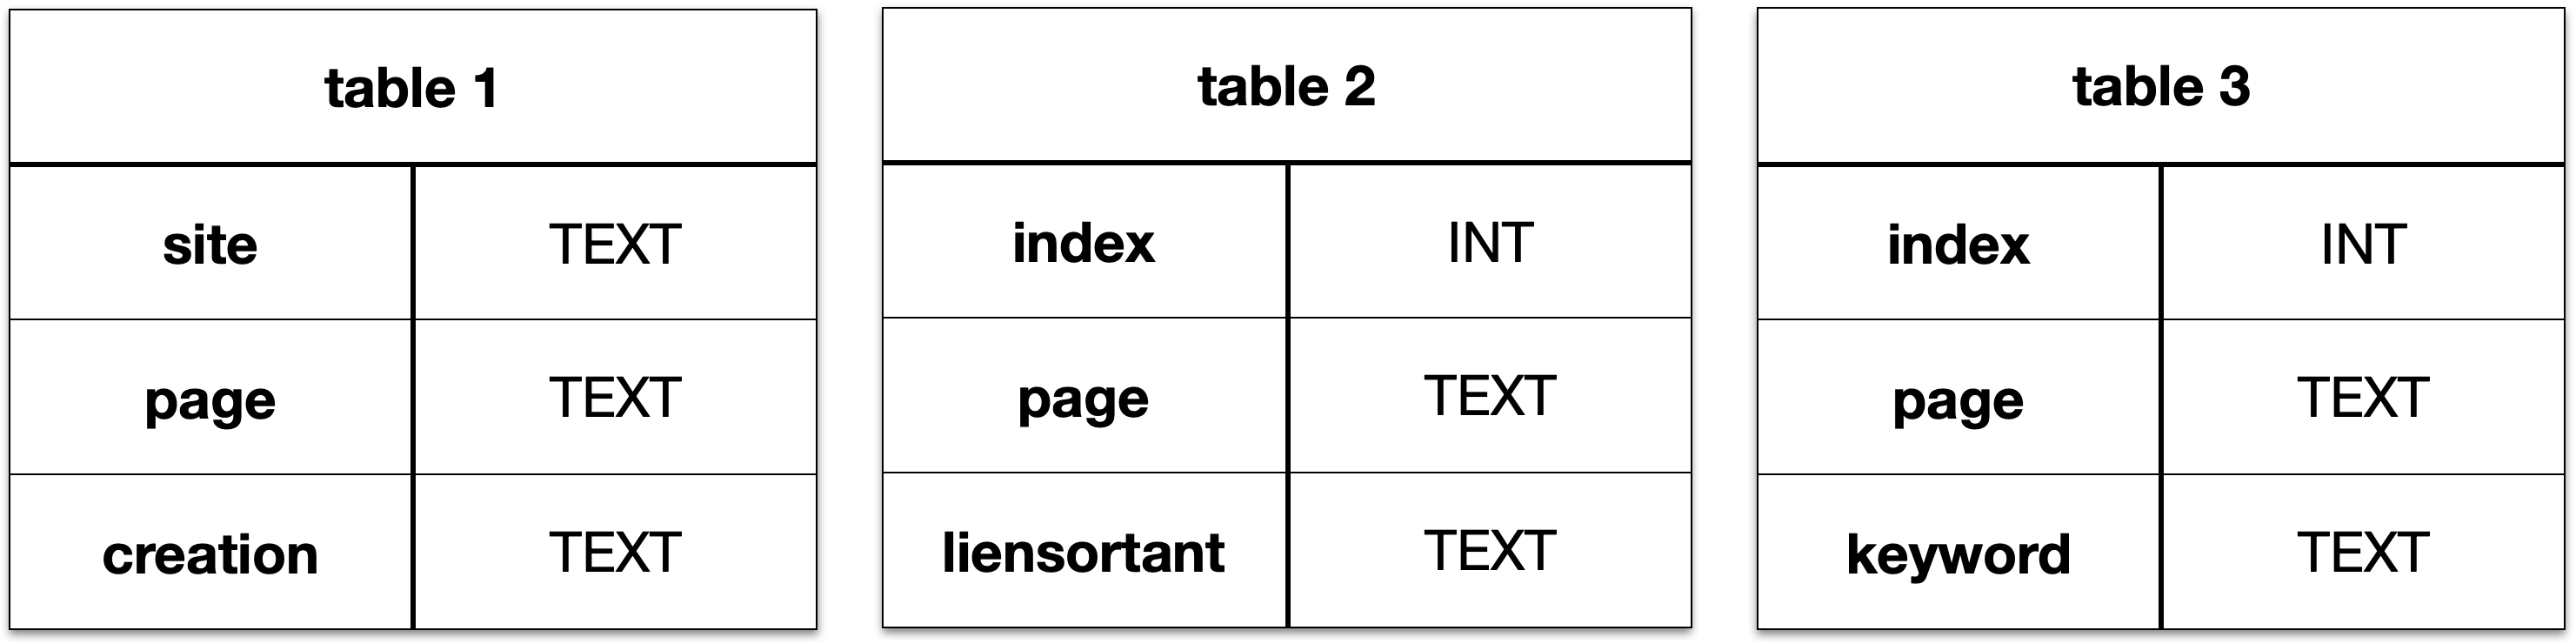 table 1
site TEXT
page TEXT
creation TEXT
table 2
index INT
page TEXT
liensortant TEXT
table 3
index INT
page TEXT
keyword TEXT